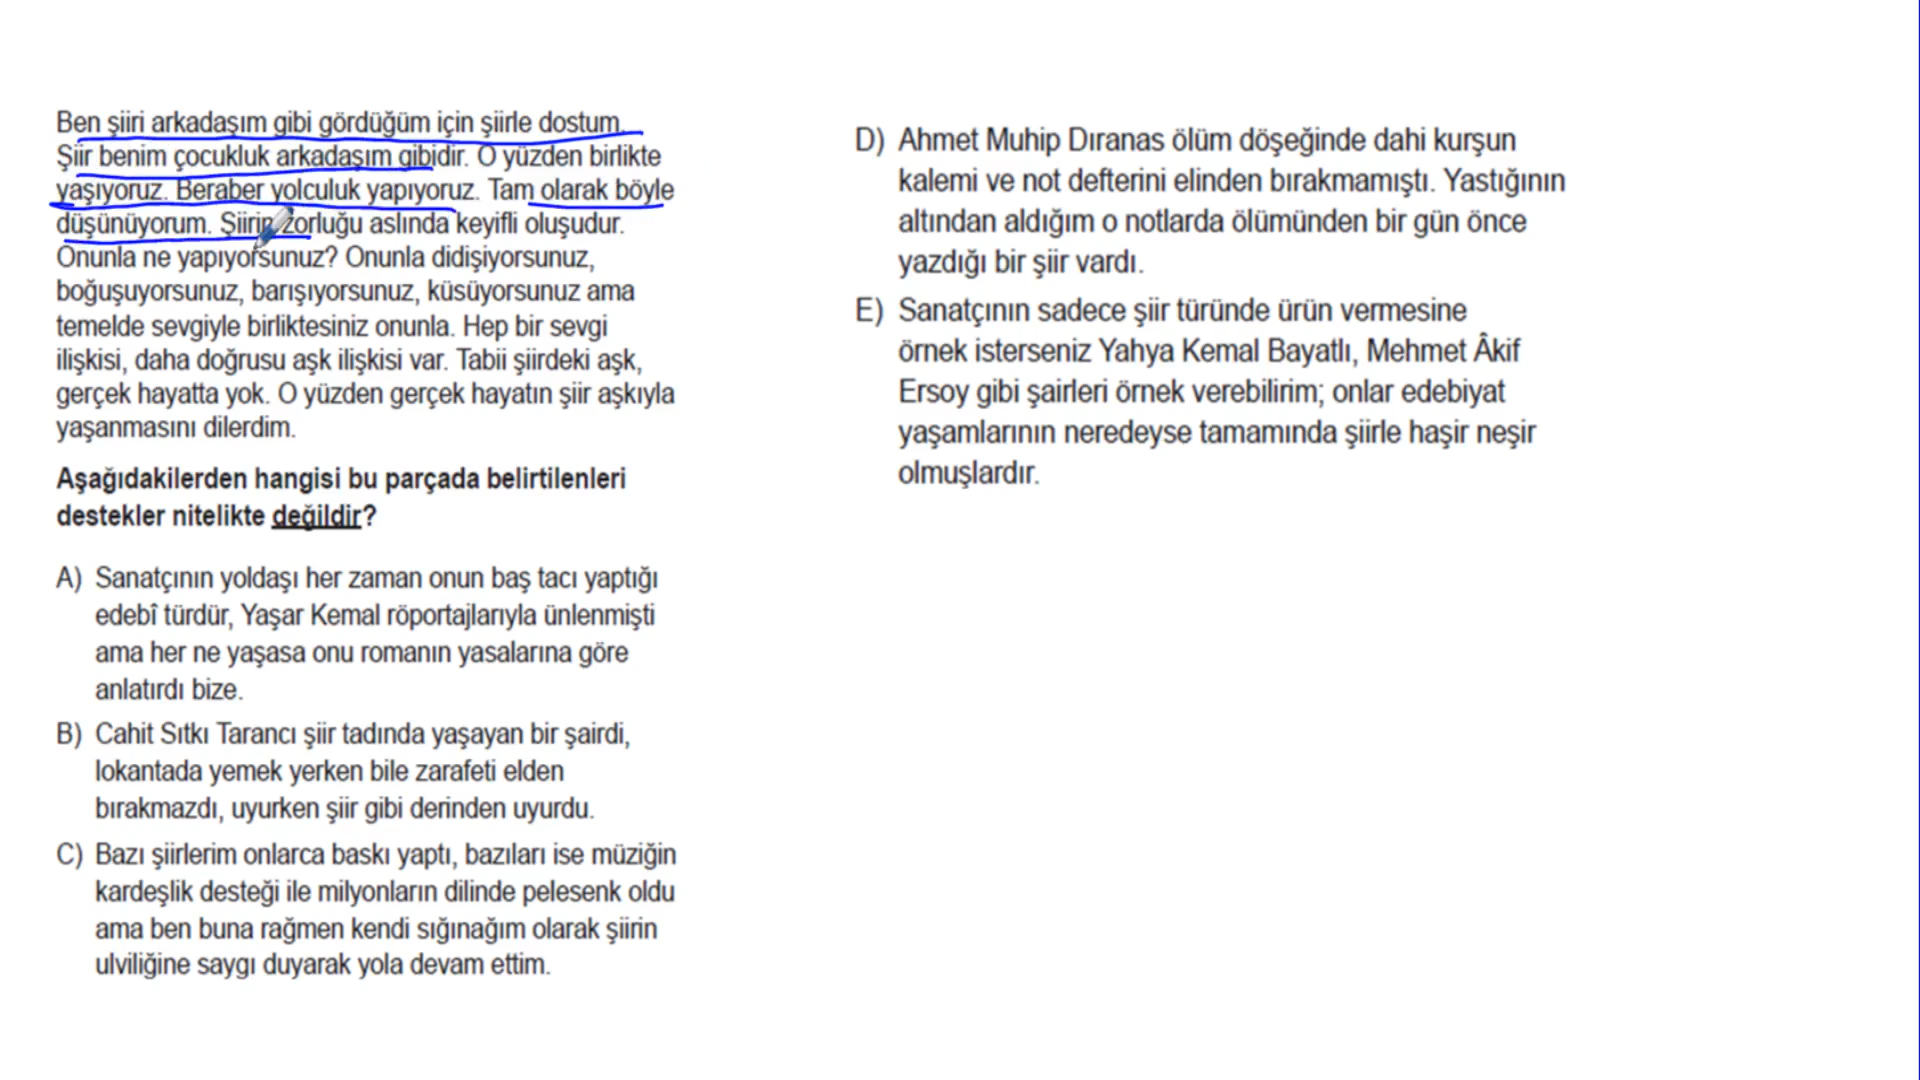 Ben şiiri arkadaşım gibi gördüğüm için şiirle dostum.
Şiir benim çocukluk arkadaşım gibidir. O yüzden birlikte
yaşıyoruz. Beraber yolculuk yapıyoruz. Tam olarak böyle
düşünüyorum. Şiirin zorluğu aslında keyifli oluşudur.
Onunla ne yapıyorsunuz? Onunla didişiyorsunuz,
boğuşuyorsunuz, barışıyorsunuz, küsüyorsunuz ama
temelde sevgiyle birliktesiniz onunla. Hep bir sevgi
ilişkisi, daha doğrusu aşk ilişkisi var. Tabii şiirdeki aşk,
gerçek hayatta yok. O yüzden gerçek hayatın şiir aşkıyla
yaşanmasını dilerdim.
Aşağıdakilerden hangisi bu parçada belirtilenleri
destekler nitelikte değildir?
A) Sanatçının yoldaşı her zaman onun baş tacı yaptığı
edebî türdür, Yaşar Kemal röportajlarıyla ünlenmişti
ama her ne yaşasa onu romanın yasalarına göre
anlatırdı bize.
B) Cahit Sıtkı Tarancı şiir tadında yaşayan bir şairdi,
lokantada yemek yerken bile zarafeti elden
bırakmazdı, uyurken şiir gibi derinden uyurdu.
C) Bazı şiirlerim onlarca baskı yaptı, bazıları ise müziğin
kardeşlik desteği ile milyonların dilinde pelesenk oldu
ama ben buna rağmen kendi sığınağım olarak şiirin
ulviliğine saygı duyarak yola devam ettim.
D) Ahmet Muhip Dıranas ölüm döşeğinde dahi kurşun
kalemi ve not defterini elinden bırakmamıştı. Yastığının
altından aldığım o notlarda ölümünden bir gün önce
yazdığı bir şiir vardı.
E) Sanatçının sadece şiir türünde ürün vermesine
örnek isterseniz Yahya Kemal Bayatlı, Mehmet Âkif
Ersoy gibi şairleri örnek verebilirim; onlar edebiyat
yaşamlarının neredeyse tamamında şiirle haşir neşir
olmuşlardır.